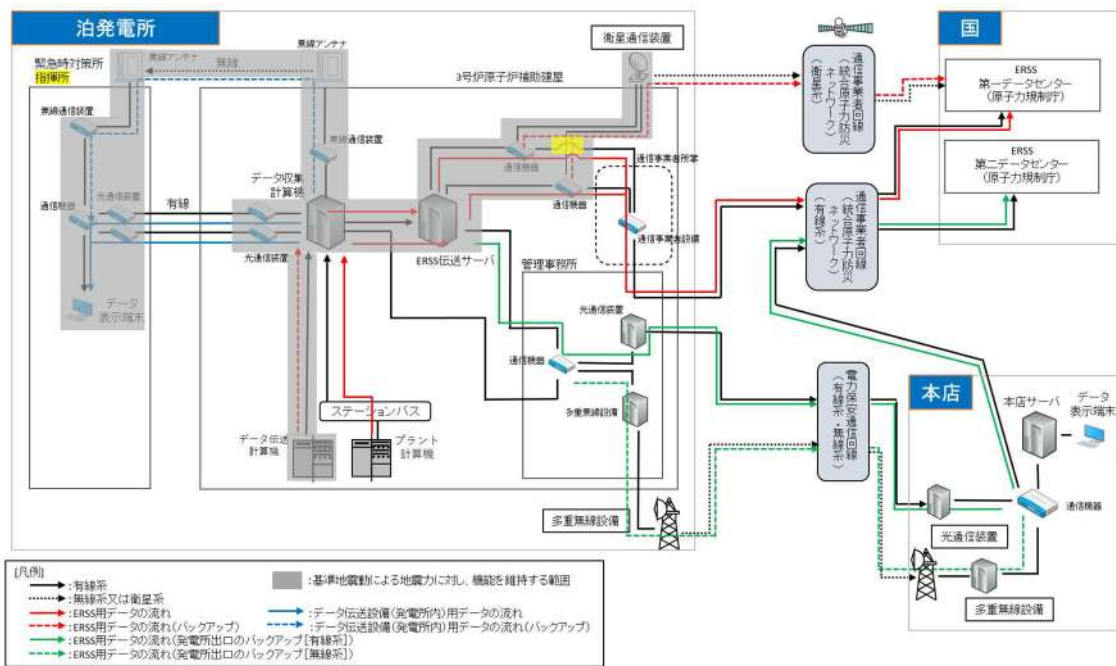 泊発電所
緊急時対策所
指揮所
無線アンテナ
無線
無線アンテナ
衛星通信装置
3号炉原子炉補助建屋
無線通信装置
無線通信装置
データ収集
計算機
光通信装置
有線
通信機器
光通信装置
データ
表示端末
ERSS伝送サーバ
通信機器
通信機器
通信事業者所掌
通信事業者設備
管理事務所
光通信装置
通信機器
多重無線設備
ステーションバス
データ伝送
計算機
プラント
計算機
多重無線設備
通信事業者回線
(統合原子力防災
ネットワーク)
(衛星系)
通信事業者回線
(統合原子力防災
ネットワーク)
(有線系)
電力保安通信回線
(有線系・無線系)
国
ERSS
第一データセンター
(原子力規制庁)
ERSS
第二データセンター
(原子力規制庁)
本店
本店サーバ
データ
表示端末
通信機器
光通信装置
多重無線設備
[凡例]
:有線系
:無線系又は衛星系
:ERSS用データの流れ
:ERSS用データの流れ(バックアップ)
:ERSS用データの流れ(発電所出口のバックアップ[有線系])
:ERSS用データの流れ(発電所出口のバックアップ[無線系])
:基準地震動による地震力に対し、機能を維持する範囲
:データ伝送設備(発電所内)用データの流れ
:データ伝送設備(発電所内)用データの流れ(バックアップ)